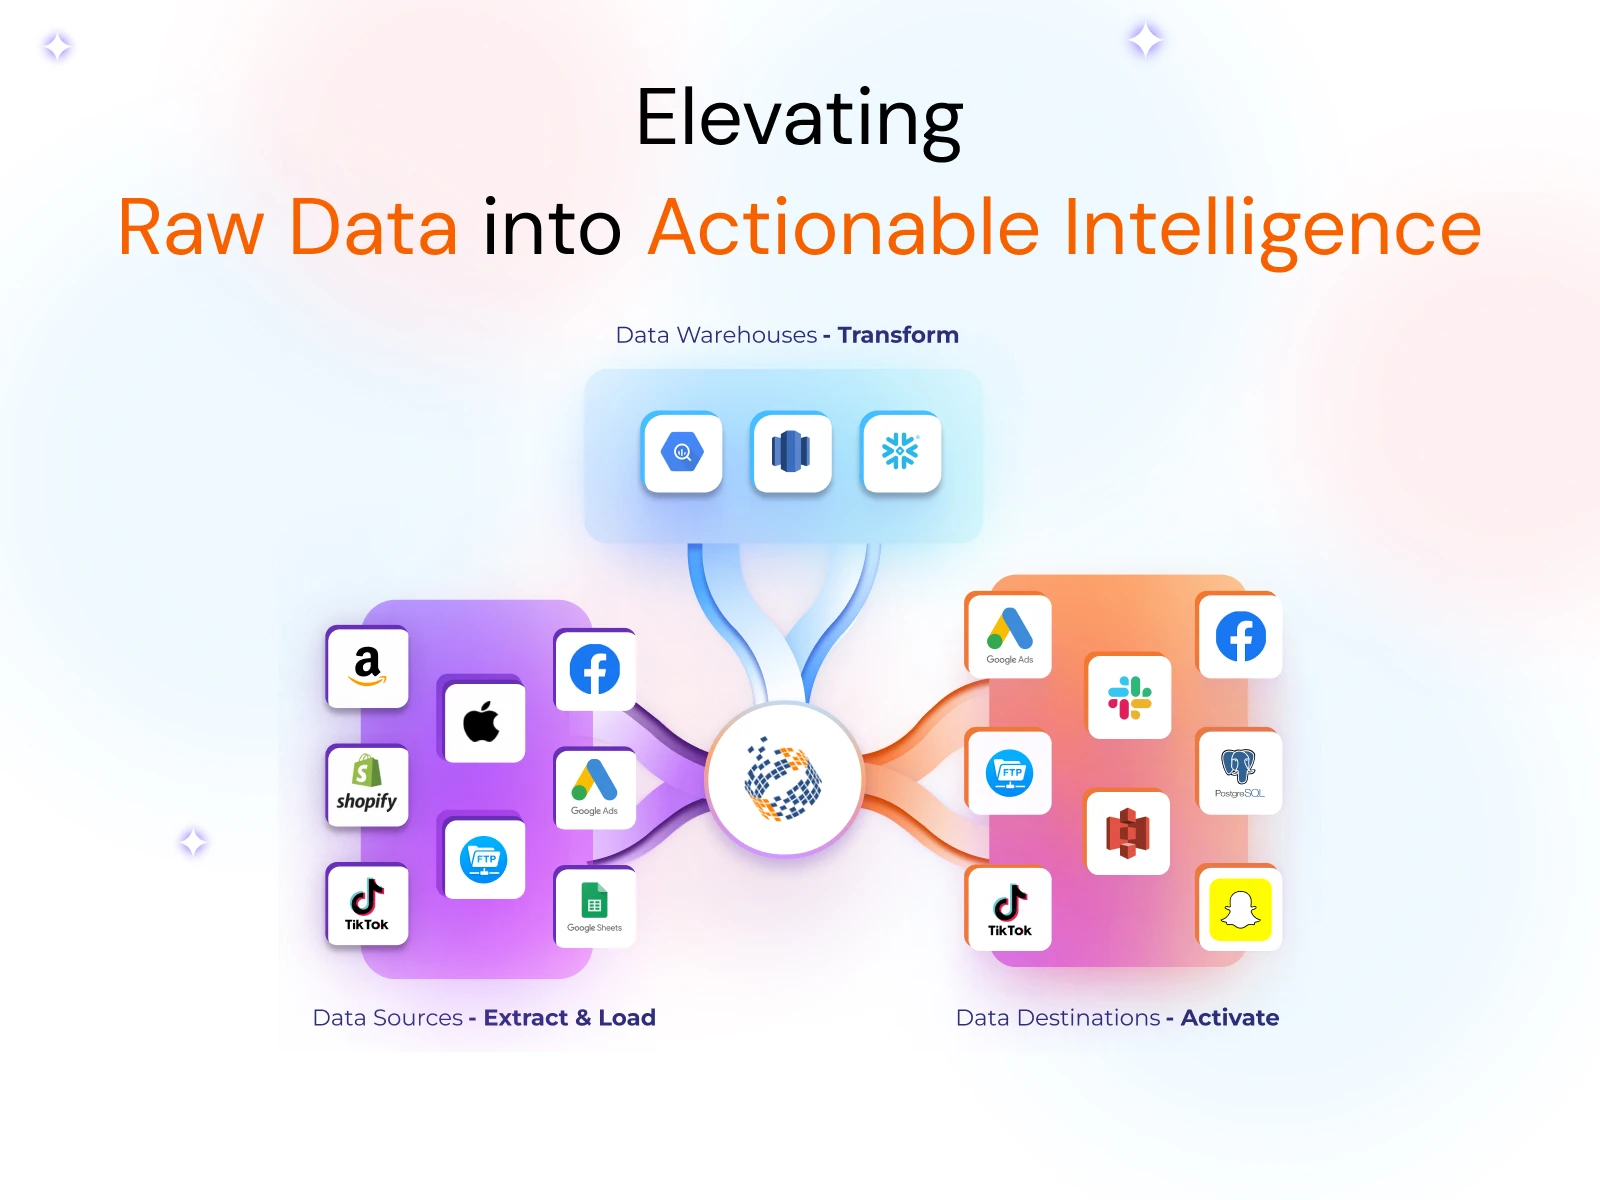 Elevating
Raw Data into Actionable Intelligence
Data Warehouses - Transform
a
shopify
TikTok
FTP
Google Ads
Google Sheets
Google Ads
FTP
TikTok
PostgreSQL
Data Sources - Extract & Load
Data Destinations - Activate